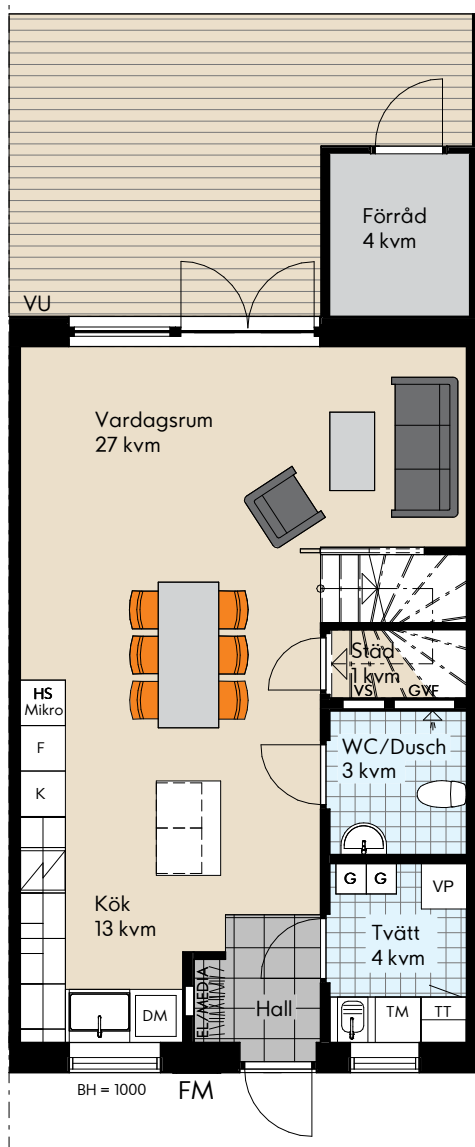 Förråd
4 kvm
VU
Vardagsrum
27 kvm
Städ
1 kvm
VS
GVF
HS
Mikro
F
K
WC/Dusch
3 kvm
G
G
VP
Kök
13 kvm
Tvätt
4 kvm
EL/MEDIA
Hall
DM
TM
TT
BH = 1000
FM